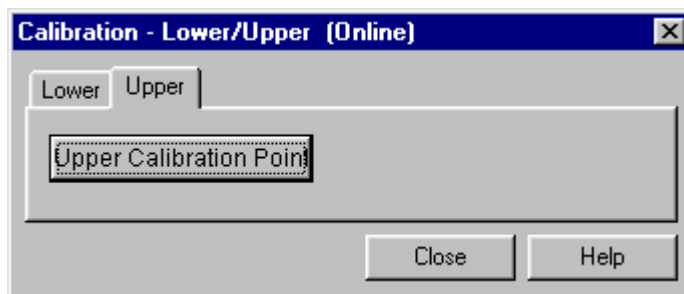 Calibration - Lower/Upper (Online)
Lower Upper
Upper Calibration Poin
Close Help